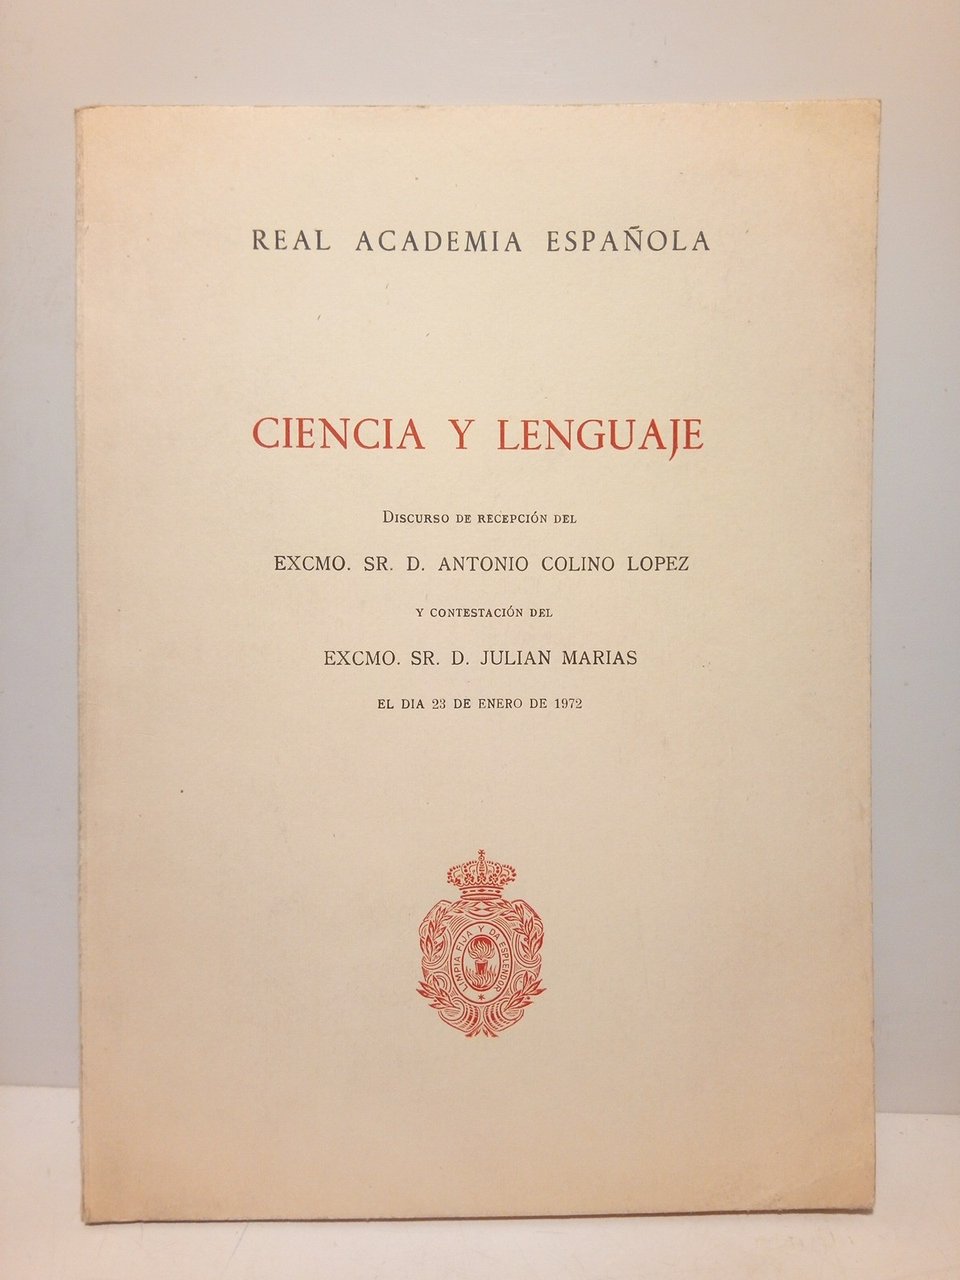 REAL ACADEMIA ESPAÑOLA
CIENCIA Y LENGUAJE
DISCURSO DE RECEPCIÓN DEL
EXCMO. SR. D. ANTONIO COLINO LOPEZ
Y CONTESTACIÓN DEL
EXCMO. SR. D. JULIAN MARIAS
EL DIA 23 DE ENERO DE 1972
LIMPIA FIJA Y DA ESPLENDOR